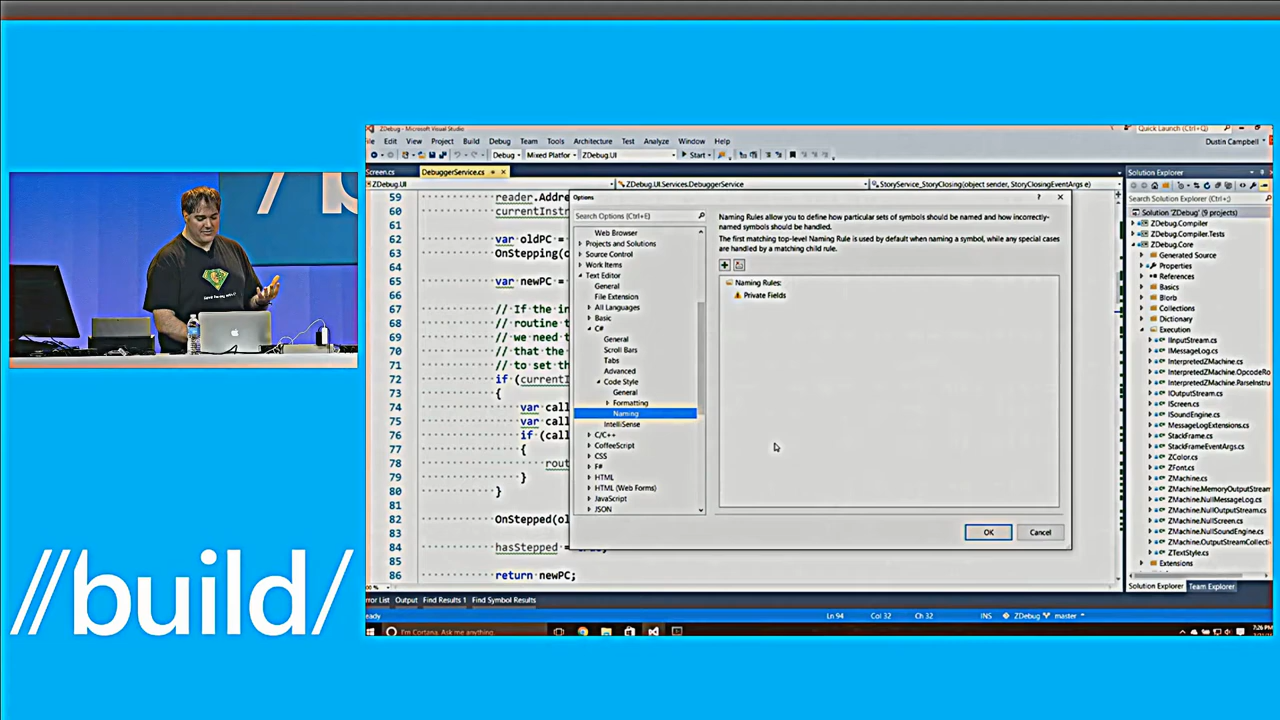 //build/
ZDebug - Microsoft Visual Studio
Quick Launch (Ctrl+Q)
Edit View Project Build Debug Team Tools Architecture Test Analyze Window Help
Dustin Campbell
Debug Mixed Platfor ZDebug.UI Start
Screen.cs DebuggerService.cs
ZDebug.UI ZDebug.UI.Services.DebuggerService StoryService_StoryClosing(object sender, StoryClosingEventArgs e)
59 reader.Addre
60 currentInstr
61
62 var oldPC =
63 OnStepping(o
64
65 var newPC =
66
67 // If the in
68 // routine t
69 // we need t
70 // that the
71 // to set th
72 if (currentI
73 {
74 var call
75 var call
76 if (call
77 {
78 rout
79 }
80 }
81
82 OnStepped(ol
83
84 hasStepped =
85
86 return newPC;
Options
Search Options (Ctrl+E)
Web Browser
Projects and Solutions
Source Control
Work Items
Text Editor
General
File Extension
All Languages
Basic
C#
General
Scroll Bars
Tabs
Advanced
Code Style
General
Formatting
Naming
IntelliSense
C/C++
CoffeeScript
CSS
F#
HTML
HTML (Web Forms)
JavaScript
JSON
Naming Rules allow you to define how particular sets of symbols should be named and how incorrectly-
named symbols should be handled.
The first matching top-level Naming Rule is used by default when naming a symbol, while any special cases
are handled by a matching child rule.
Naming Rules:
Private Fields
OK Cancel
Solution Explorer
Search Solution Explorer (Ctrl+;)
Solution 'ZDebug' (9 projects)
ZDebug.Compiler
ZDebug.Compiler.Tests
ZDebug.Core
Properties
References
Basics
Blorb
Collections
Dictionary
Execution
IInputStream.cs
IMessageLog.cs
InterpretedZMachine.cs
InterpretedZMachine.OpcodeRo
InterpretedZMachine.ParseInstru
IOutputStream.cs
IScreen.cs
ISoundEngine.cs
MessageLogExtensions.cs
StackFrame.cs
StackFrameEventArgs.cs
ZColor.cs
ZFont.cs
ZMachine.cs
ZMachine.MemoryOutputStream
ZMachine.NullMessageLog.cs
ZMachine.NullOutputStream.cs
ZMachine.NullScreen.cs
ZMachine.NullSoundEngine.cs
ZMachine.OutputStreamCollecti
ZTextStyle.cs
Extensions
Solution Explorer Team Explorer
Output Find Results 1 Find Symbol Results
Ln 94 Col 32 Ch 32 INS ZDebug master
I'm Cortana. Ask me anything.
7:26 PM